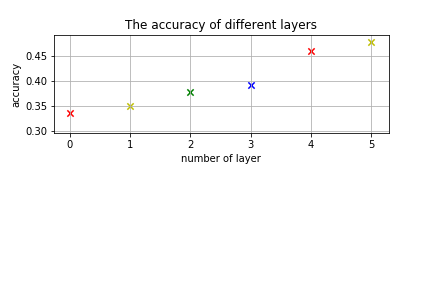 The accuracy of different layers
0.45
0.40
0.35
0.30
accuracy
0 1 2 3 4 5
number of layer